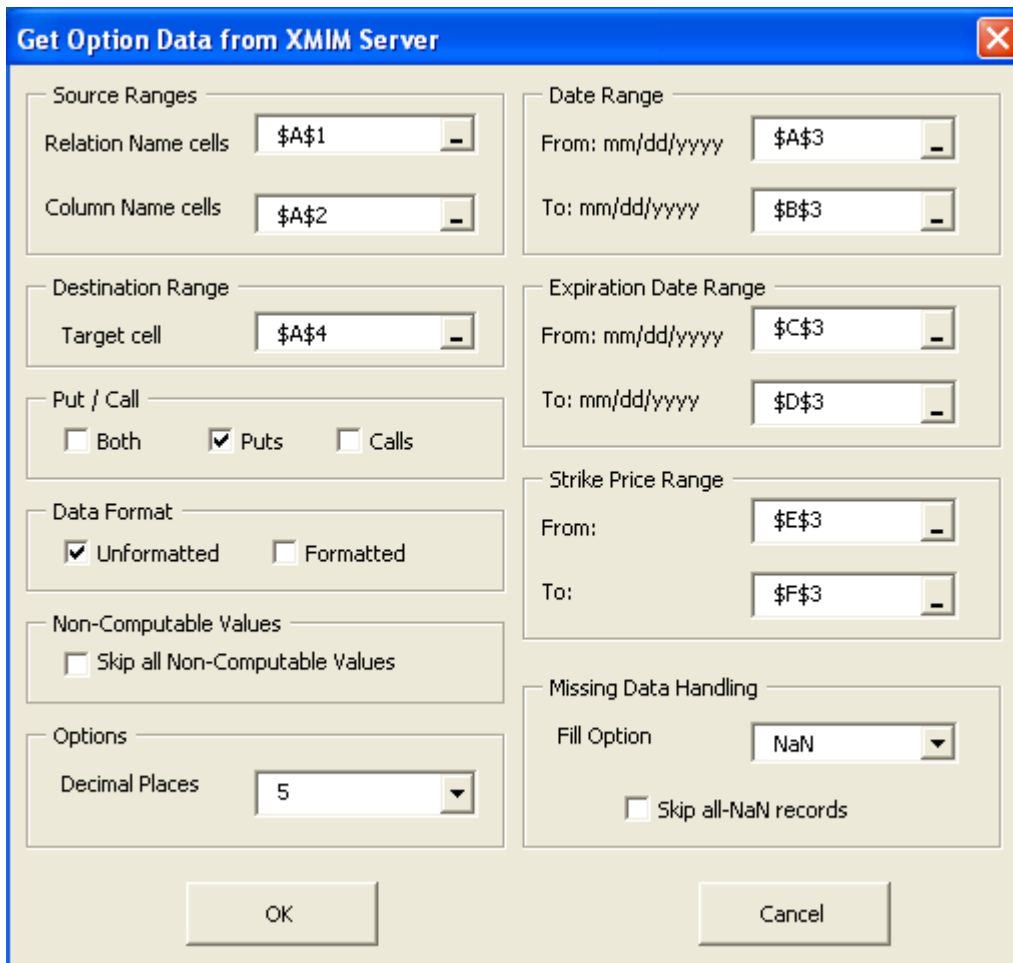 Get Option Data from XMIM Server
Source Ranges
Relation Name cells $A$1
Column Name cells $A$2
Destination Range
Target cell $A$4
Put / Call
Both Puts Calls
Data Format
Unformatted Formatted
Non-Computable Values
Skip all Non-Computable Values
Options
Decimal Places 5
Date Range
From: mm/dd/yyyy $A$3
To: mm/dd/yyyy $B$3
Expiration Date Range
From: mm/dd/yyyy $C$3
To: mm/dd/yyyy $D$3
Strike Price Range
From: $E$3
To: $F$3
Missing Data Handling
Fill Option NaN
Skip all-NaN records
OK Cancel